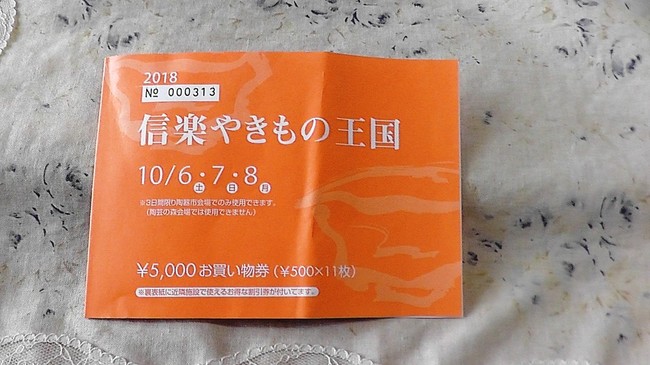 2018
№ 000313
信楽やきもの王国
10/6土・7日・8月
※3日間限り陶器市会場でのみ使用できます。
(陶芸の森会場では使用できません)
¥5,000お買い物券(¥500×11枚)
※裏表紙に近隣施設で使えるお得な割引券が付いてます。